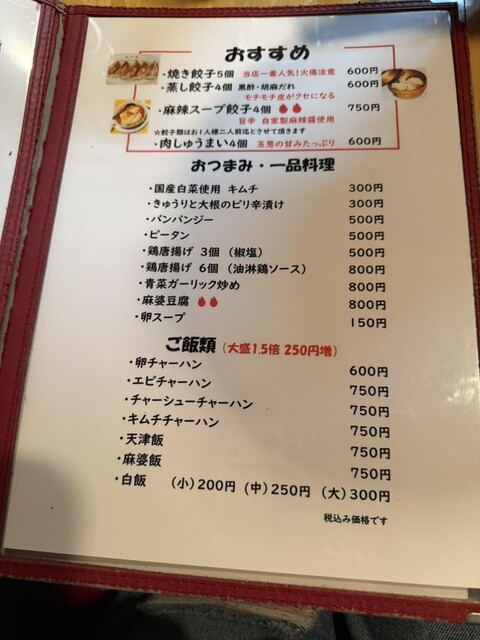 おすすめ
・焼き餃子5個 当店一番人気!火傷注意 600円
・蒸し餃子4個 黒酢・胡麻だれ 600円
モチモチ皮がクセになる
・麻辣スープ餃子4個 750円
旨辛 自家製麻辣醤使用
☆餃子類はお1人様二人前迄とさせて頂きます
・肉しゅうまい4個 玉葱の甘みたっぷり 600円
おつまみ・一品料理
・国産白菜使用 キムチ 300円
・きゅうりと大根のピリ辛漬け 300円
・バンバンジー 500円
・ピータン 500円
・鶏唐揚げ 3個 (椒塩) 500円
・鶏唐揚げ 6個 (油淋鶏ソース) 800円
・青菜ガーリック炒め 800円
・麻婆豆腐 800円
・卵スープ 150円
ご飯類 (大盛1.5倍 250円増)
・卵チャーハン 600円
・エビチャーハン 750円
・チャーシューチャーハン 750円
・キムチチャーハン 750円
・天津飯 750円
・麻婆飯 750円
・白飯 (小)200円 (中)250円 (大)300円
税込み価格です